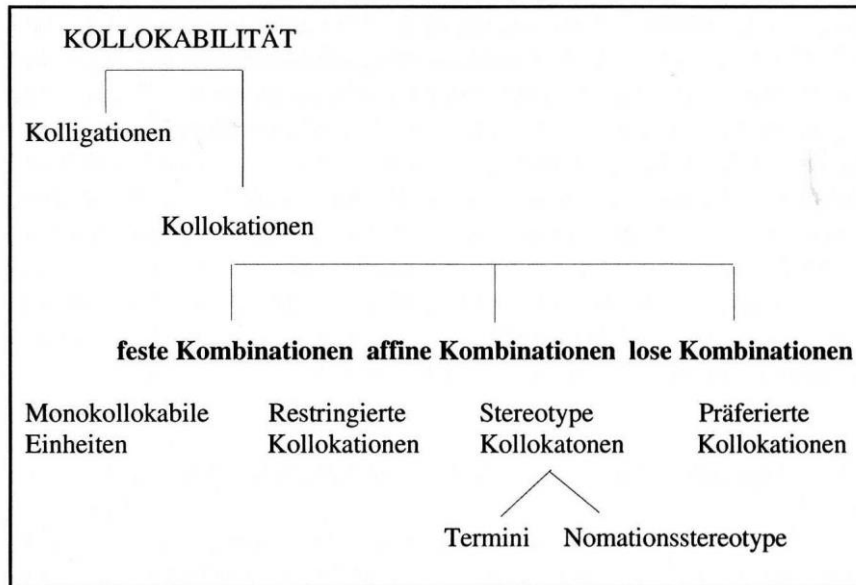 KOLLOKABILITÄT
Kolligationen
Kollokationen
feste Kombinationen affine Kombinationen lose Kombinationen
Monokollokabile Restringierte Stereotype Präferierte
Einheiten Kollokationen Kollokatonen Kollokationen
Termini Nomationsstereotype